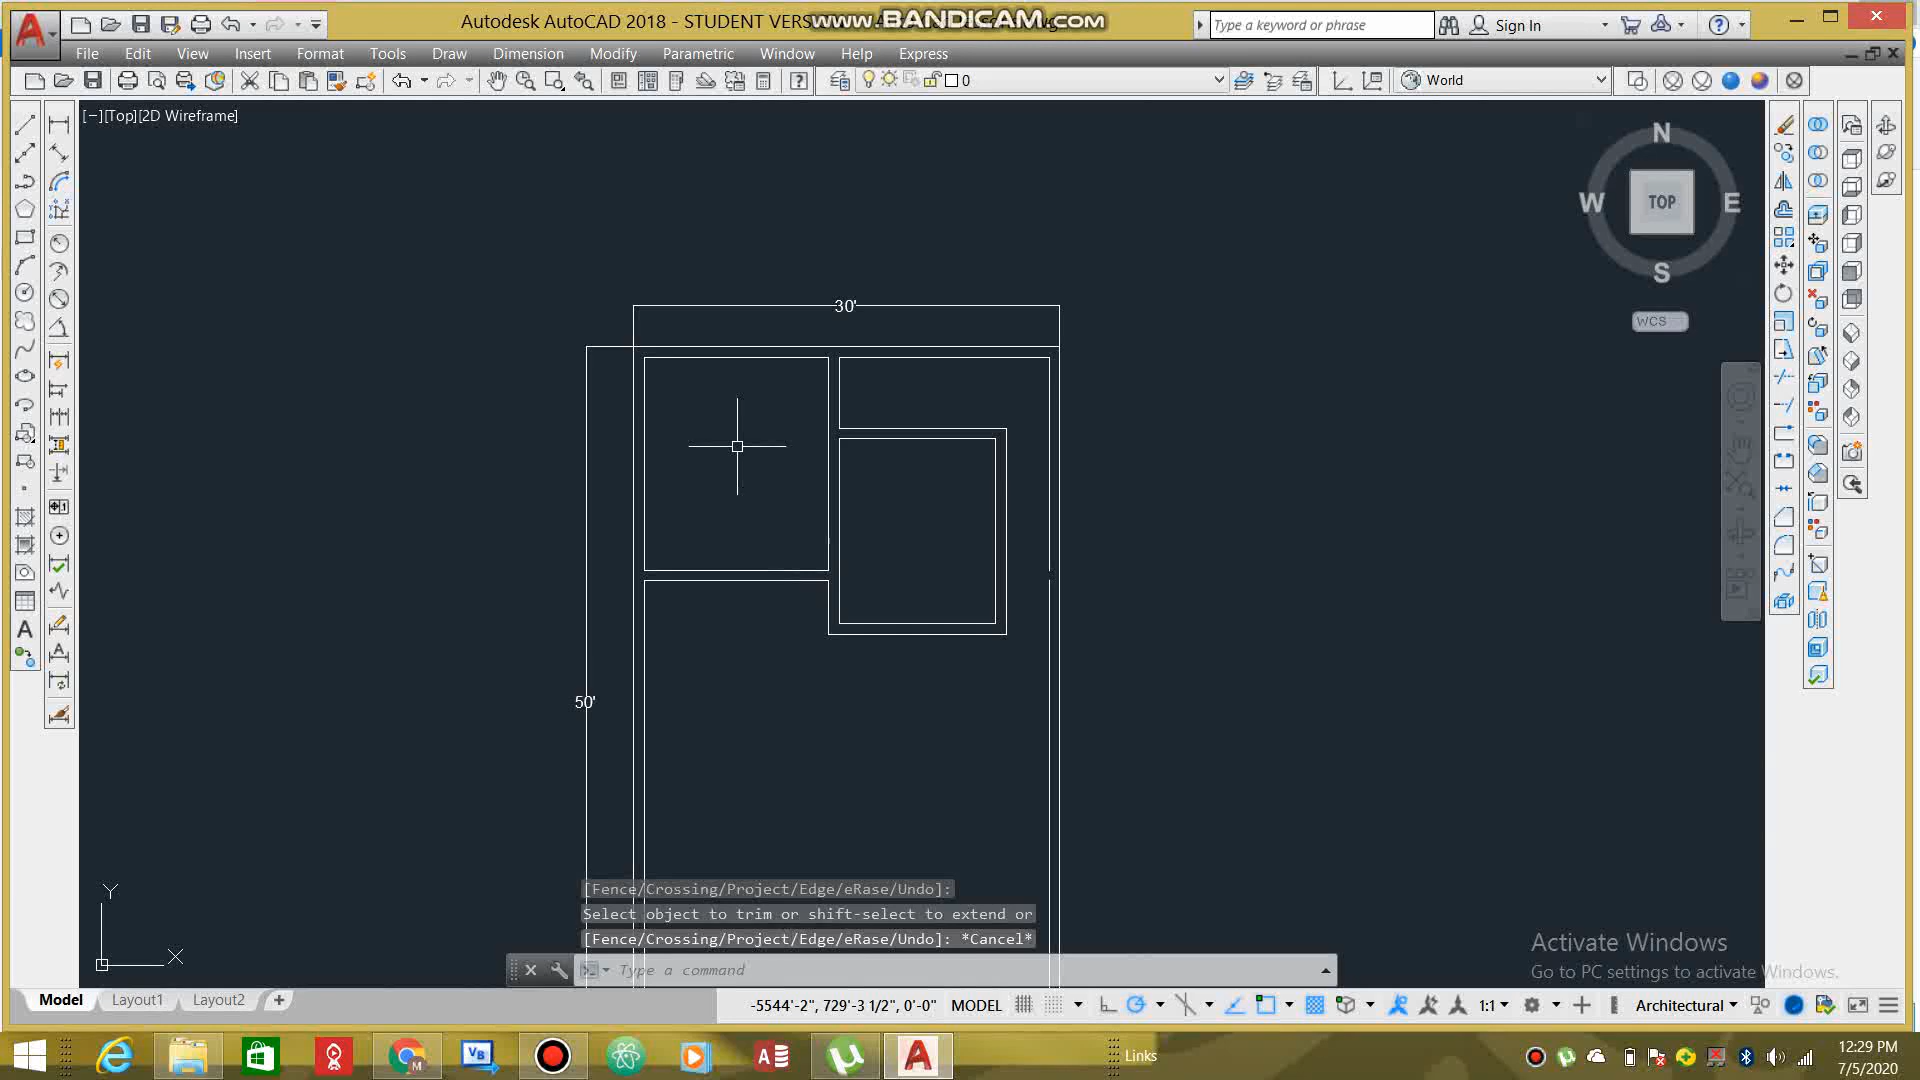 Autodesk AutoCAD 2018 - STUDENT VERS
www.BANDICAM.com
Type a keyword or phrase
Sign In
File Edit View Insert Format Tools Draw Dimension Modify Parametric Window Help Express
0
World
[−][Top][2D Wireframe]
N
W TOP E
S
WCS
30'
50'
Y
X
[Fence/Crossing/Project/Edge/eRase/Undo]:
Select object to trim or shift-select to extend or
[Fence/Crossing/Project/Edge/eRase/Undo]: *Cancel*
Type a command
Activate Windows
Go to PC settings to activate Windows.
Model Layout1 Layout2 +
-5544'-2", 729'-3 1/2", 0'-0" MODEL 1:1 Architectural
Links
12:29 PM
7/5/2020